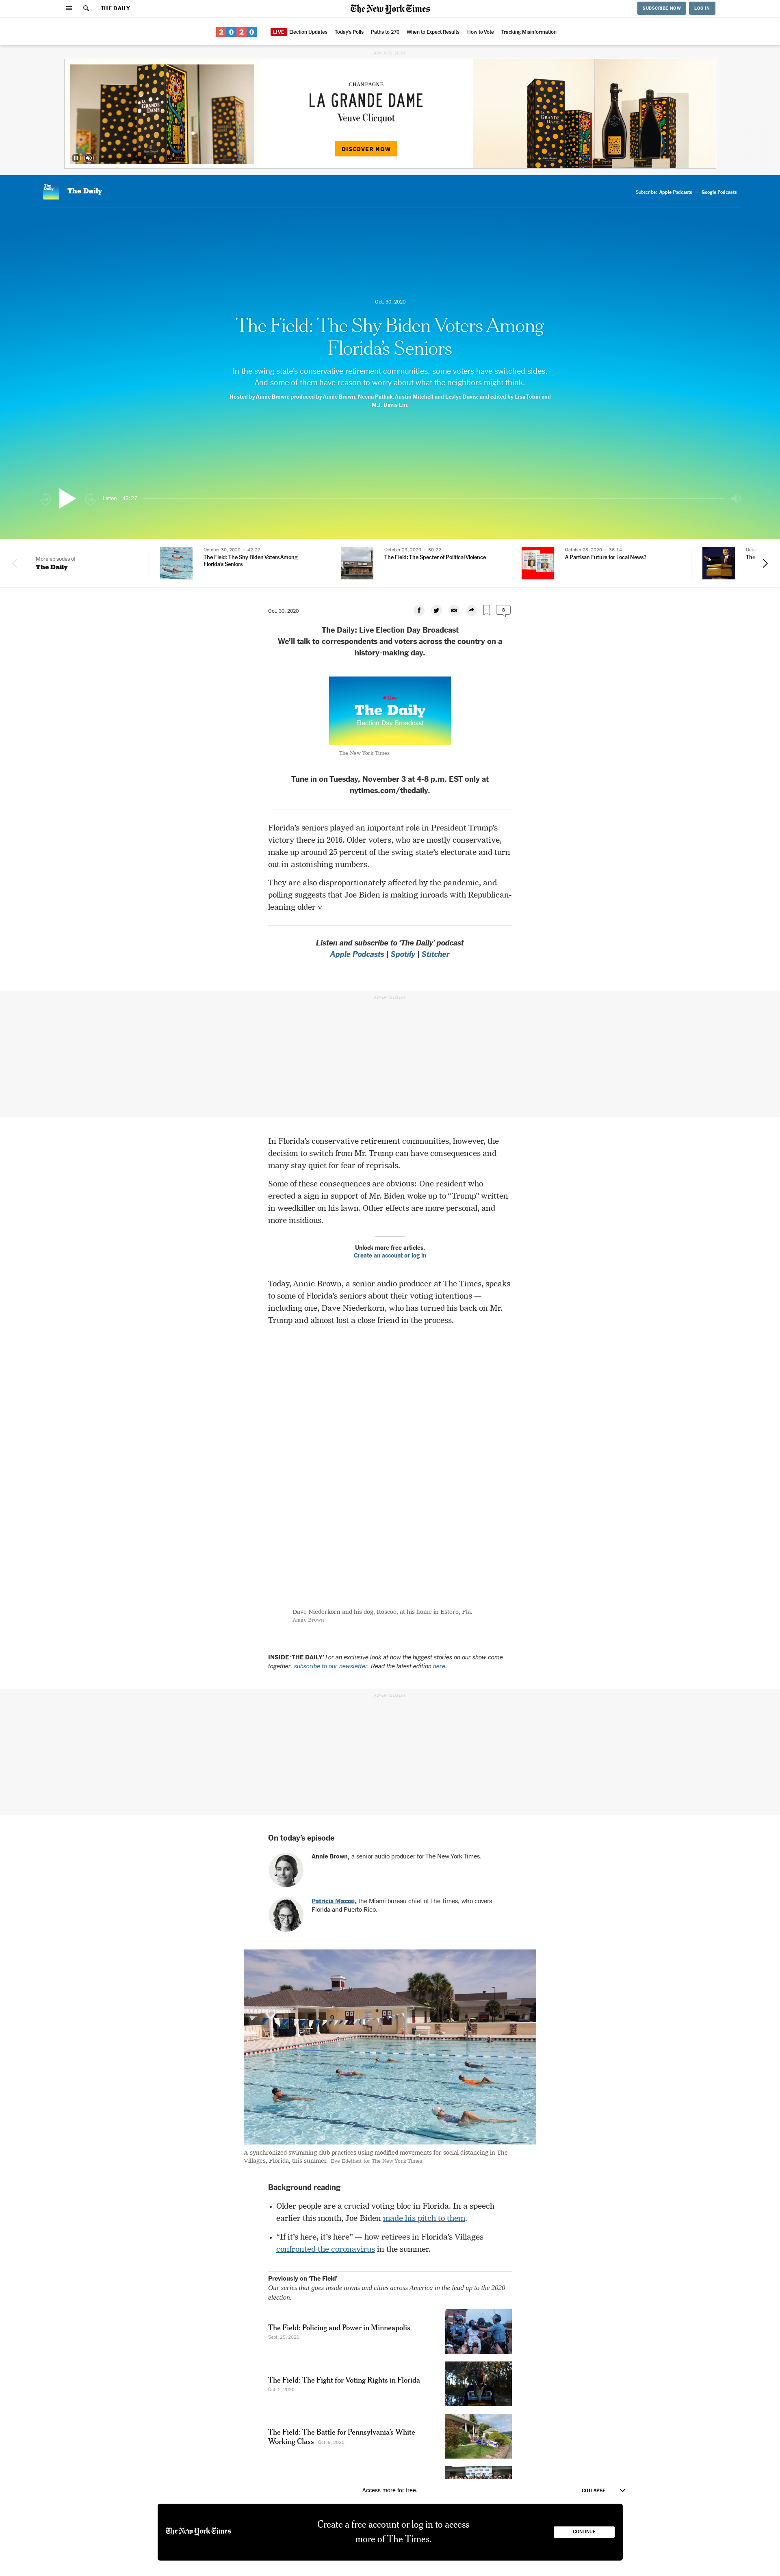 THE DAILY
The New York Times
SUBSCRIBE NOW
LOG IN
2020
LIVE Election Updates
Today's Polls
Paths to 270
When to Expect Results
How to Vote
Tracking Misinformation
ADVERTISEMENT
LA GRANDE DAME
CHAMPAGNE
LA GRANDE DAME
Veuve Clicquot
DISCOVER NOW
The Daily
The Daily
Subscribe:
Apple Podcasts
Google Podcasts
Oct. 30, 2020
The Field: The Shy Biden Voters Among
Florida's Seniors
In the swing state's conservative retirement communities, some voters have switched sides.
And some of them have reason to worry about what the neighbors might think.
Hosted by Annie Brown; produced by Annie Brown, Neena Pathak, Austin Mitchell and Leslye Davis; and edited by Lisa Tobin and
M.J. Davis Lin.
Listen 42:27
More episodes of
The Daily
October 30, 2020 · 42:27
The Field: The Shy Biden Voters Among
Florida's Seniors
October 29, 2020 · 50:22
The Field: The Specter of Political Violence
October 28, 2020 · 36:14
A Partisan Future for Local News?
Oct. 30, 2020
8
The Daily: Live Election Day Broadcast
We'll talk to correspondents and voters across the country on a
history-making day.
Live
The Daily
Election Day Broadcast
The New York Times
Tune in on Tuesday, November 3 at 4-8 p.m. EST only at
nytimes.com/thedaily.
Florida's seniors played an important role in President Trump's
victory there in 2016. Older voters, who are mostly conservative,
make up around 25 percent of the swing state's electorate and turn
out in astonishing numbers.
They are also disproportionately affected by the pandemic, and
polling suggests that Joe Biden is making inroads with Republican-
leaning older v
Listen and subscribe to 'The Daily' podcast
Apple Podcasts | Spotify | Stitcher
ADVERTISEMENT
In Florida's conservative retirement communities, however, the
decision to switch from Mr. Trump can have consequences and
many stay quiet for fear of reprisals.
Some of these consequences are obvious: One resident who
erected a sign in support of Mr. Biden woke up to "Trump" written
in weedkiller on his lawn. Other effects are more personal, and
more insidious.
Unlock more free articles.
Create an account or log in
Today, Annie Brown, a senior audio producer at The Times, speaks
to some of Florida's seniors about their voting intentions —
including one, Dave Niederkorn, who has turned his back on Mr.
Trump and almost lost a close friend in the process.
Dave Niederkorn and his dog, Roscoe, at his home in Estero, Fla.
Annie Brown
INSIDE 'THE DAILY' For an exclusive look at how the biggest stories on our show come
together, subscribe to our newsletter. Read the latest edition here.
ADVERTISEMENT
On today's episode
Annie Brown, a senior audio producer for The New York Times.
Patricia Mazzei, the Miami bureau chief of The Times, who covers
Florida and Puerto Rico.
A synchronized swimming club practices using modified movements for social distancing in The
Villages, Florida, this summer. Eve Edelheit for The New York Times
Background reading
• Older people are a crucial voting bloc in Florida. In a speech
earlier this month, Joe Biden made his pitch to them.
• "If it's here, it's here" — how retirees in Florida's Villages
confronted the coronavirus in the summer.
Previously on 'The Field'
Our series that goes inside towns and cities across America in the lead up to the 2020
election.
The Field: Policing and Power in Minneapolis
Sept. 25, 2020
The Field: The Fight for Voting Rights in Florida
Oct. 2, 2020
The Field: The Battle for Pennsylvania's White
Working Class Oct. 9, 2020
Access more for free.
COLLAPSE
The New York Times
Create a free account or log in to access
more of The Times.
CONTINUE